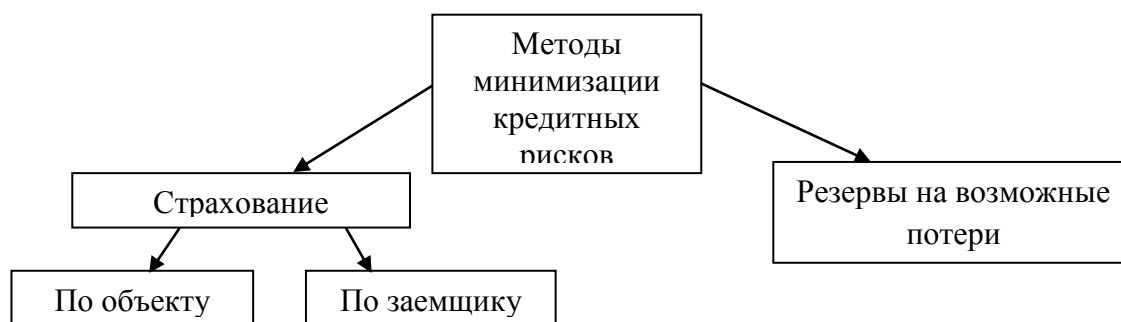 Методы
минимизации
кредитных
рисков
Страхование
Резервы на возможные
потери
По объекту
По заемщику